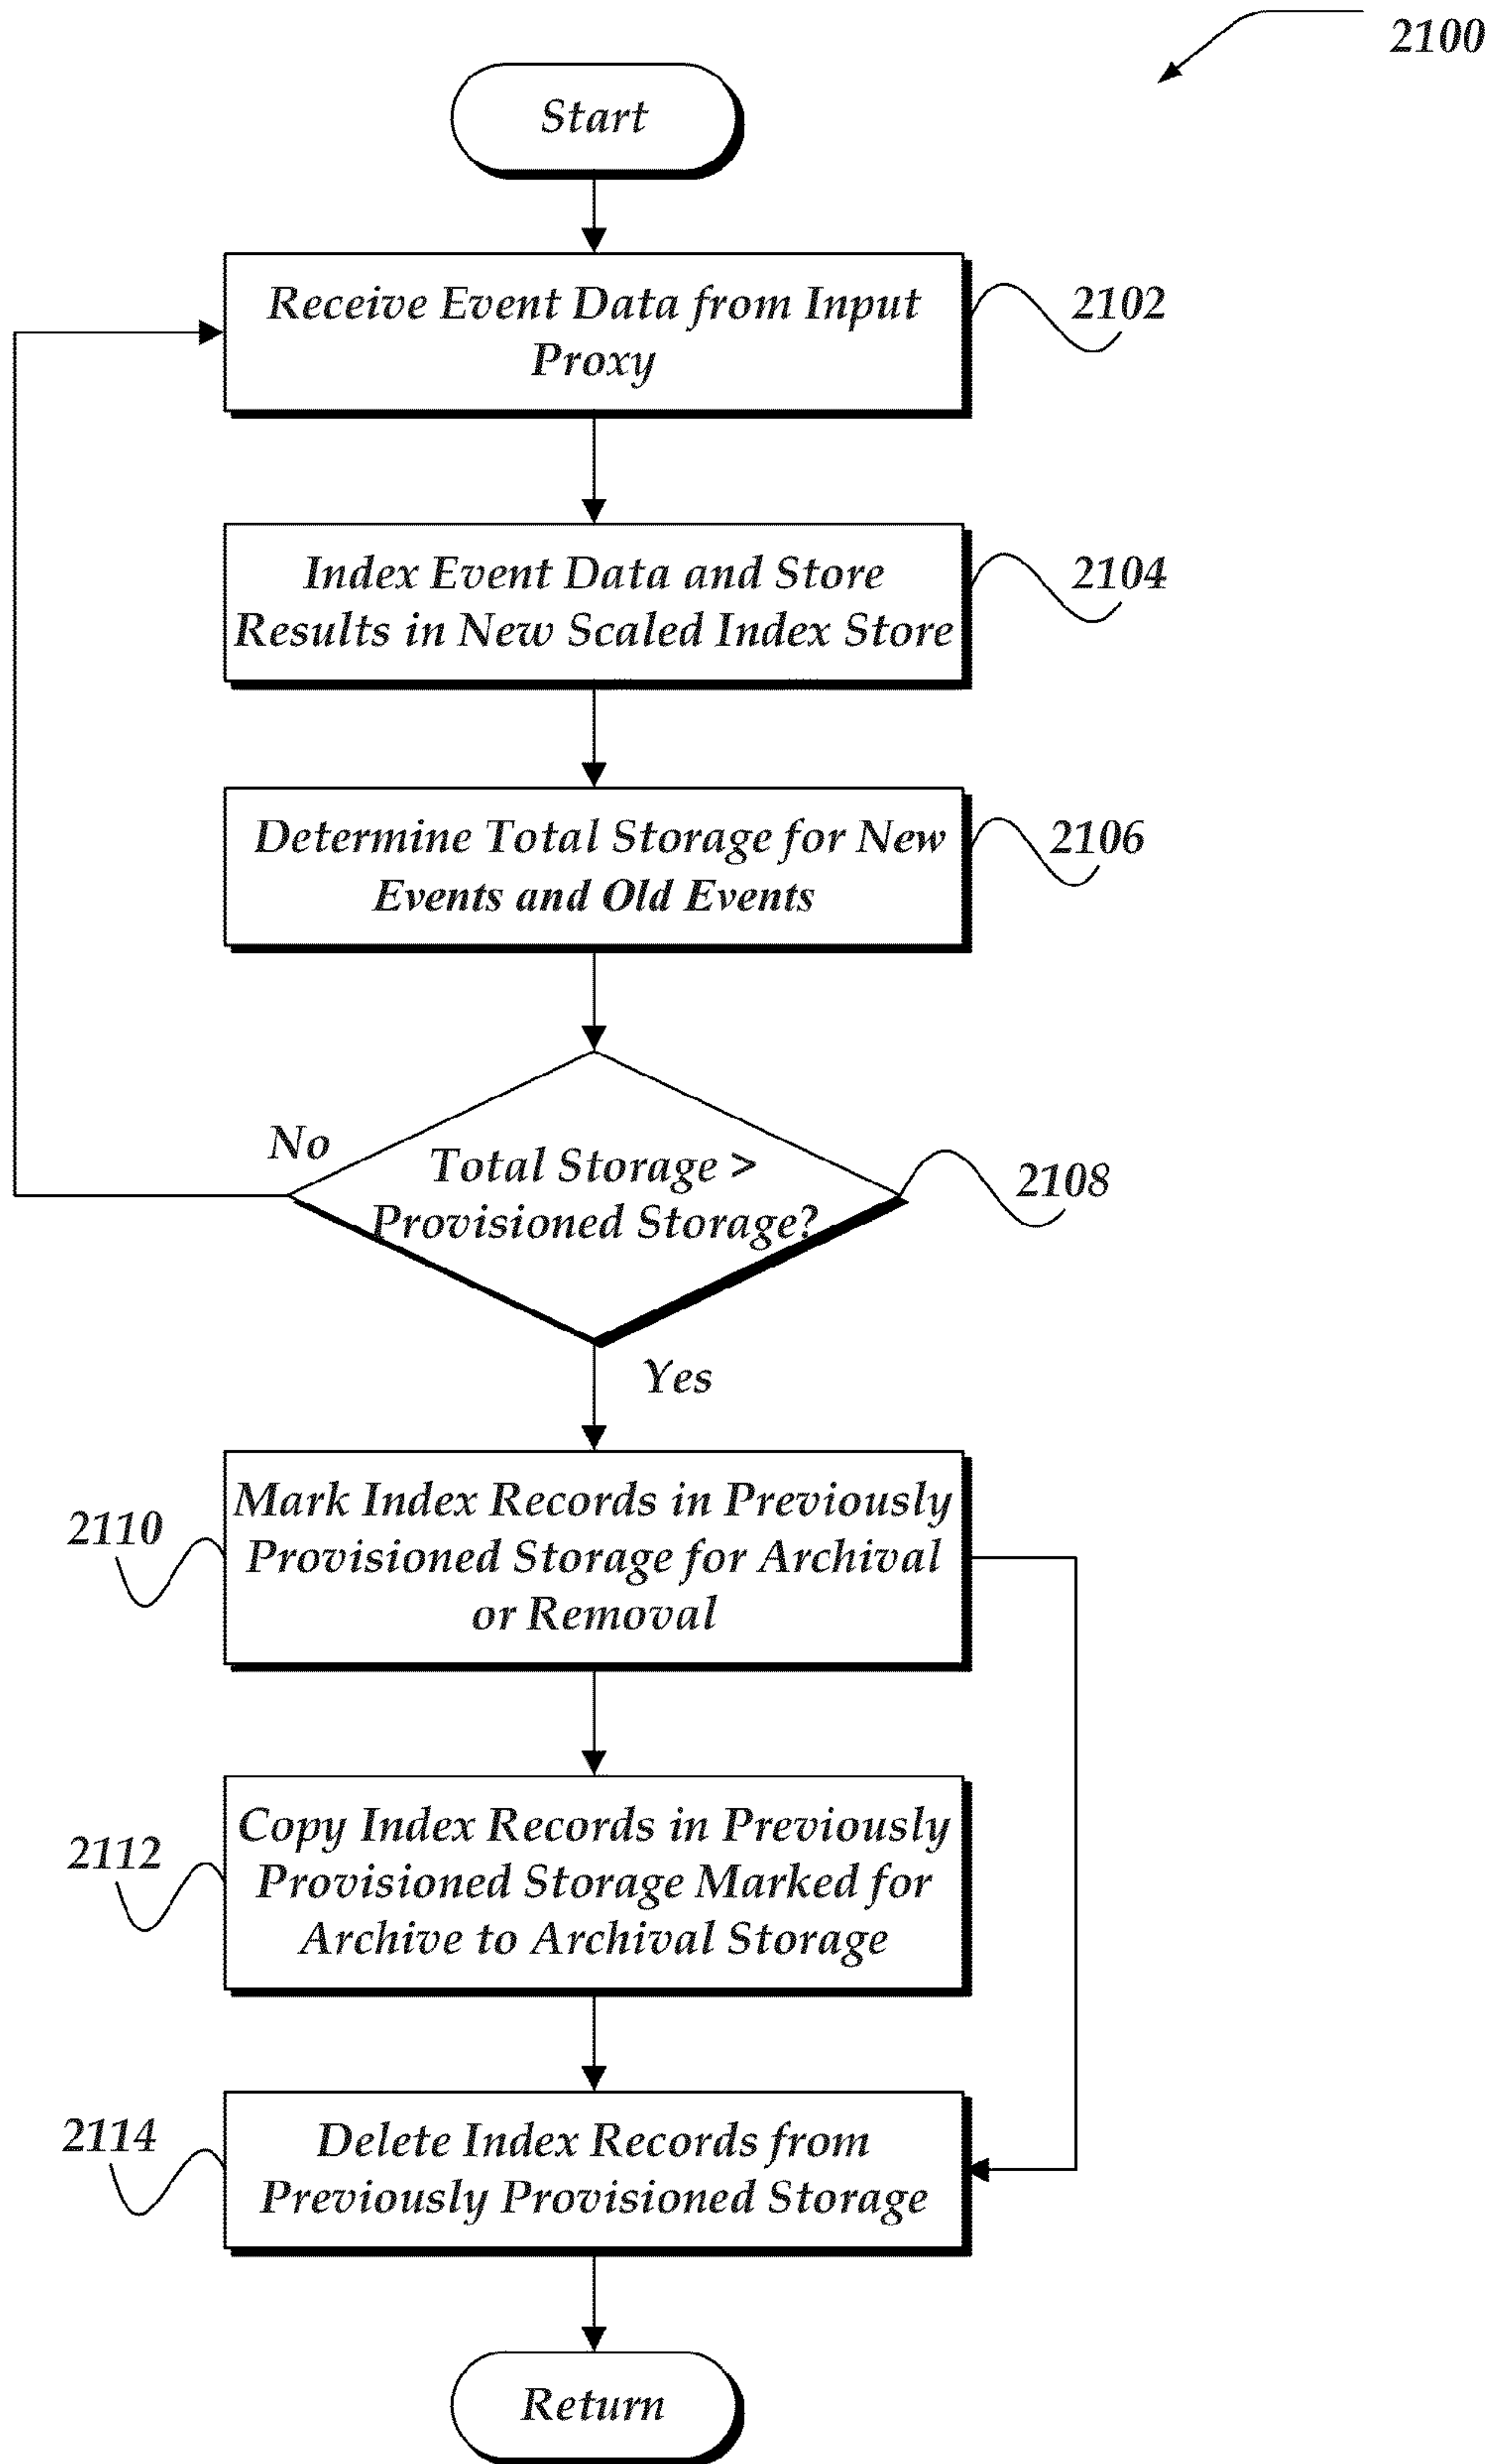 2100
Start
Receive Event Data from Input
Proxy
2102
Index Event Data and Store
Results in New Scaled Index Store
2104
Determine Total Storage for New
Events and Old Events
2106
No
Total Storage >
Provisioned Storage?
2108
Yes
Mark Index Records in Previously
Provisioned Storage for Archival
or Removal
2110
Copy Index Records in Previously
Provisioned Storage Marked for
Archive to Archival Storage
2112
Delete Index Records from
Previously Provisioned Storage
2114
Return